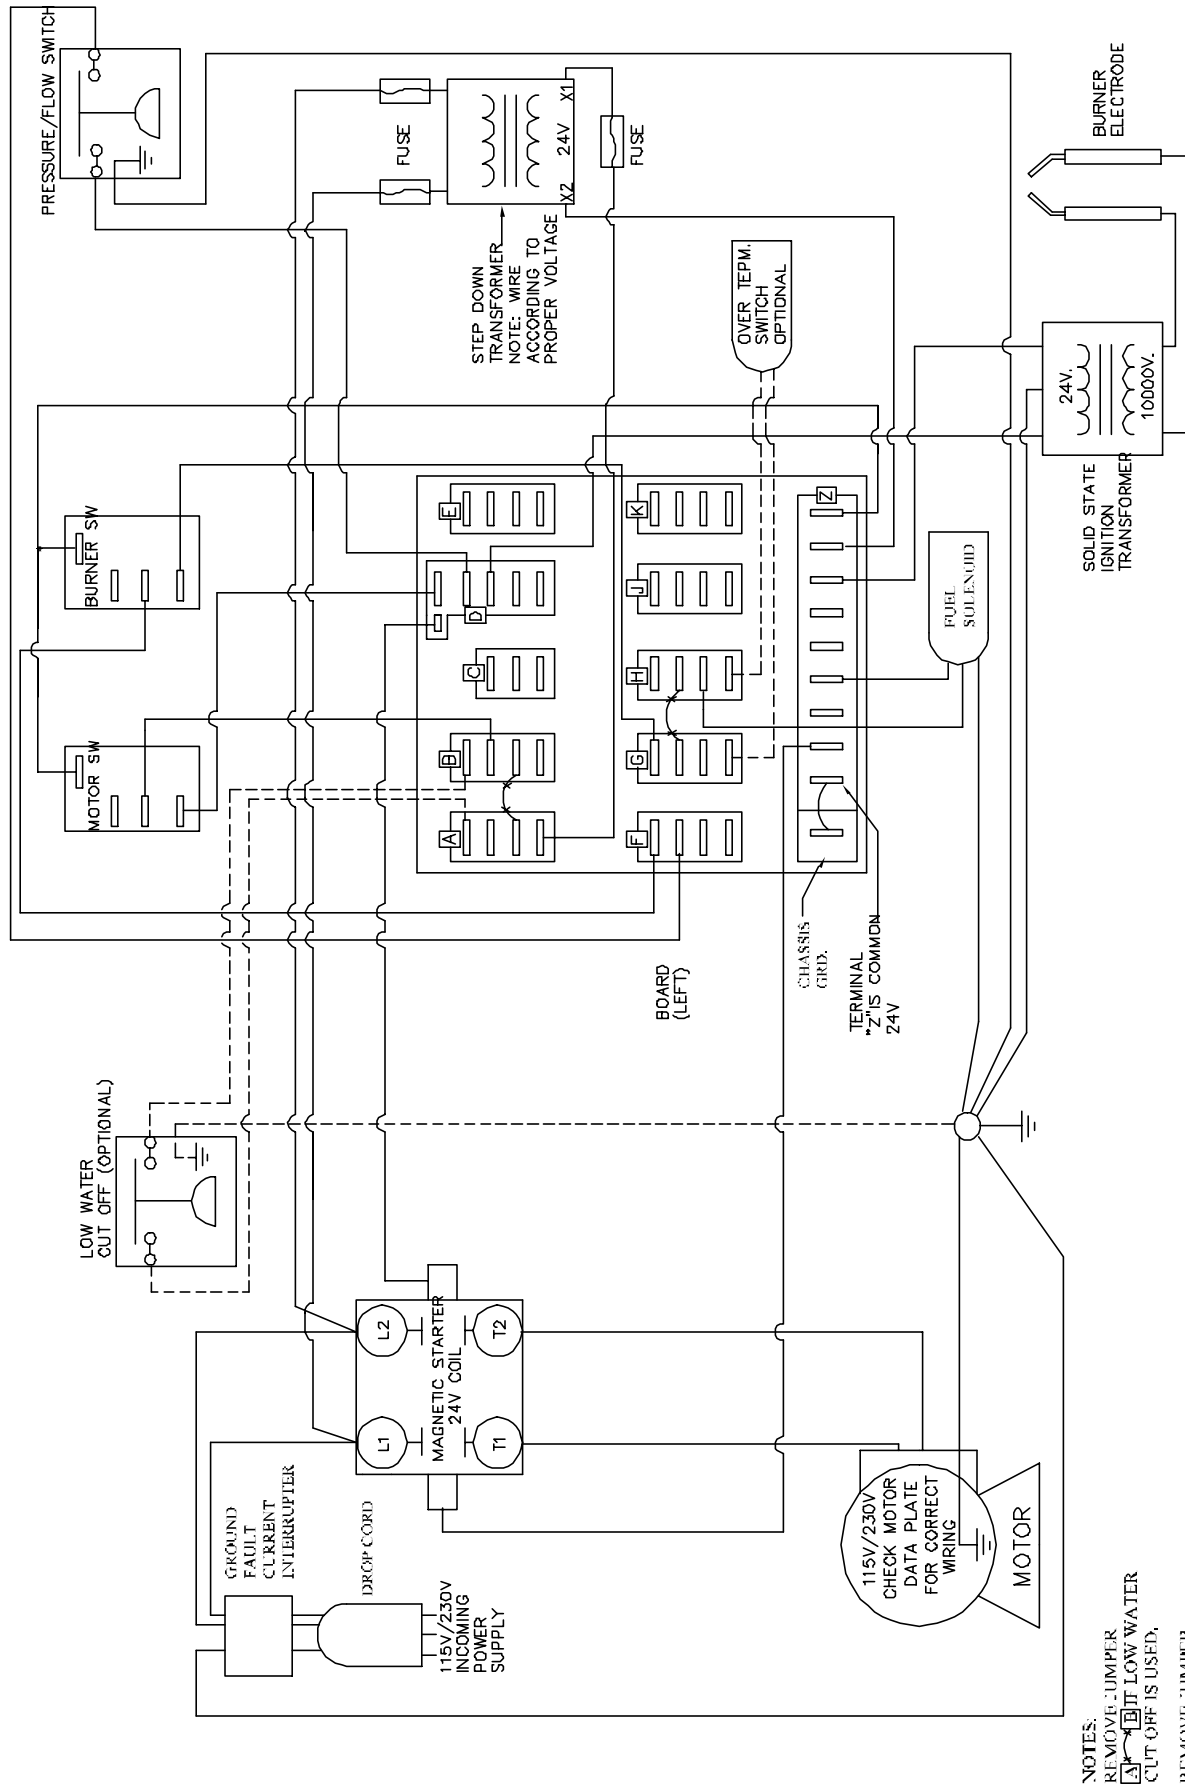 PRESSURE/FLOW SWITCH
BURNER SW
MOTOR SW
LOW WATER
CUT OFF (OPTIONAL)
GROUND
FAULT
CURRENT
INTERRUPTER
DROP CORD
115V/230V
INCOMING
POWER
SUPPLY
L1
L2
MAGNETIC STARTER
24V COIL
T1
T2
FUSE
X2
24V
X1
FUSE
STEP DOWN
TRANSFORMER
NOTE: WIRE
ACCORDING TO
PROPER VOLTAGE
OVER TEPM.
SWITCH
OPTIONAL
A
B
C
D
E
F
G
H
J
K
Z
BOARD
(LEFT)
CHASSIS
GRD.
TERMINAL
"Z"IS COMMON
24V
FUEL
SOLENOID
SOLID STATE
IGNITION
TRANSFORMER
24V.
10000V.
BURNER
ELECTRODE
115V/230V
CHECK MOTOR
DATA PLATE
FOR CORRECT
WIRING
MOTOR
NOTES:
REMOVE JUMPER
A B IF LOW WATER
CUT OFF IS USED.
REMOVE JUMPER